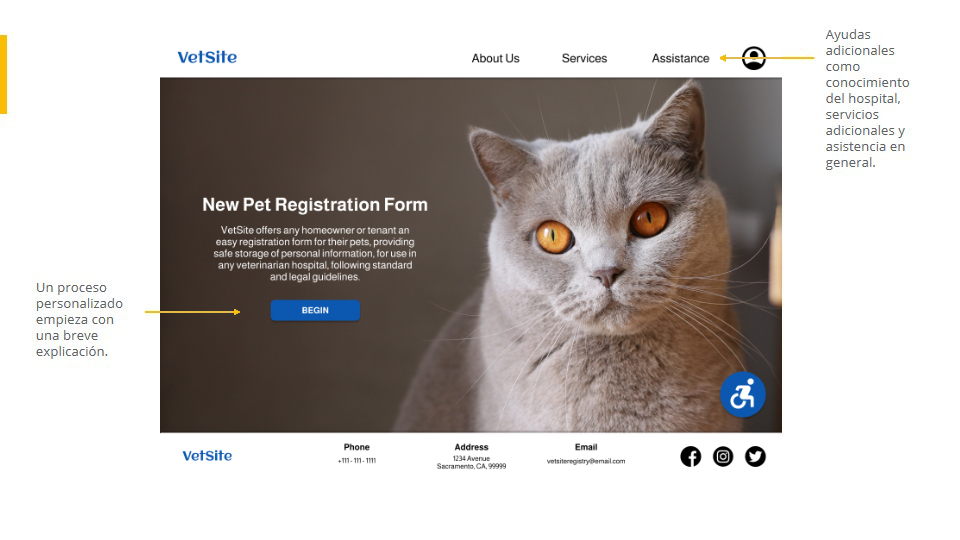 VetSite
About Us
Services
Assistance
Ayudas
adicionales
como
conocimiento
del hospital,
servicios
adicionales y
asistencia en
general.
New Pet Registration Form
VetSite offers any homeowner or tenant an
easy registration form for their pets, providing
safe storage of personal information, for use in
any veterinarian hospital, following standard
and legal guidelines.
BEGIN
Un proceso
personalizado
empieza con
una breve
explicación.
VetSite
Phone
+111 - 111 - 1111
Address
1234 Avenue
Sacramento, CA, 99999
Email
vetsiteregistry@email.com